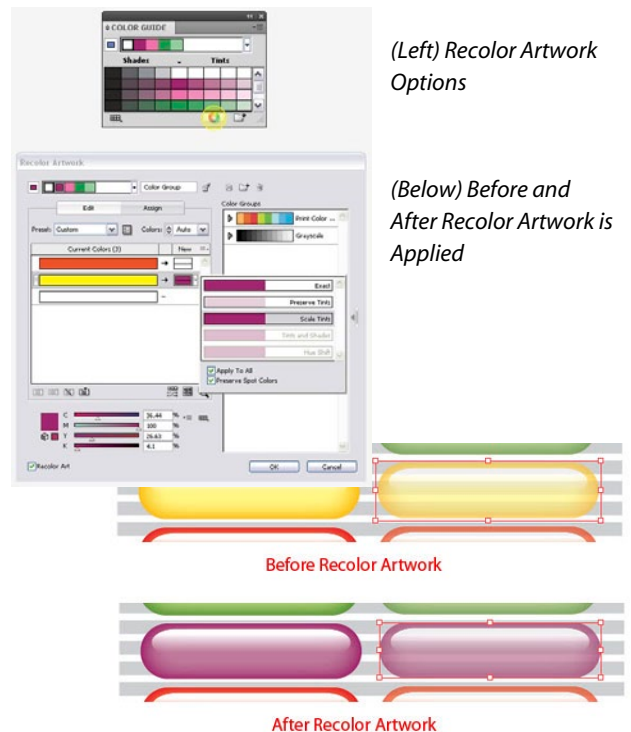 COLOR GUIDE
Shades - Tints
(Left) Recolor Artwork
Options
Recolor Artwork
Color Group
Edit Assign
Color Groups
Preset: Custom Colors: Auto
Print Color ...
Grayscale
Current Colors (3) New
Exact
Preserve Tints
Scale Tints
Tints and Shades
Hue Shift
Apply To All
Preserve Spot Colors
C 36.44 %
M 100 %
Y 26.63 %
K 4.1 %
Recolor Art
OK Cancel
(Below) Before and
After Recolor Artwork is
Applied
Before Recolor Artwork
After Recolor Artwork